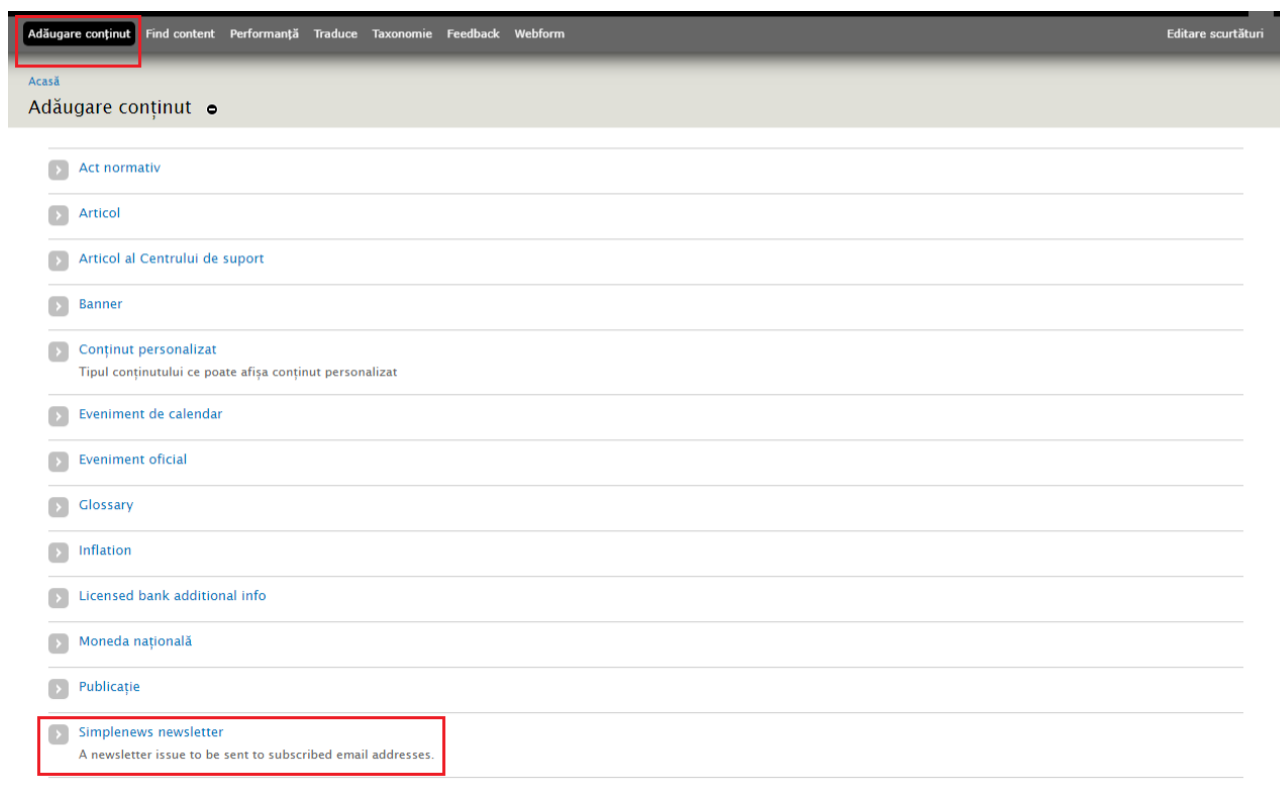 Adăugare conținut Find content Performanță Traduce Taxonomie Feedback Webform Editare scurtături
Acasă
Adăugare conținut
Act normativ
Articol
Articol al Centrului de suport
Banner
Conținut personalizat
Tipul conținutului ce poate afișa conținut personalizat
Eveniment de calendar
Eveniment oficial
Glossary
Inflation
Licensed bank additional info
Moneda națională
Publicație
Simplenews newsletter
A newsletter issue to be sent to subscribed email addresses.